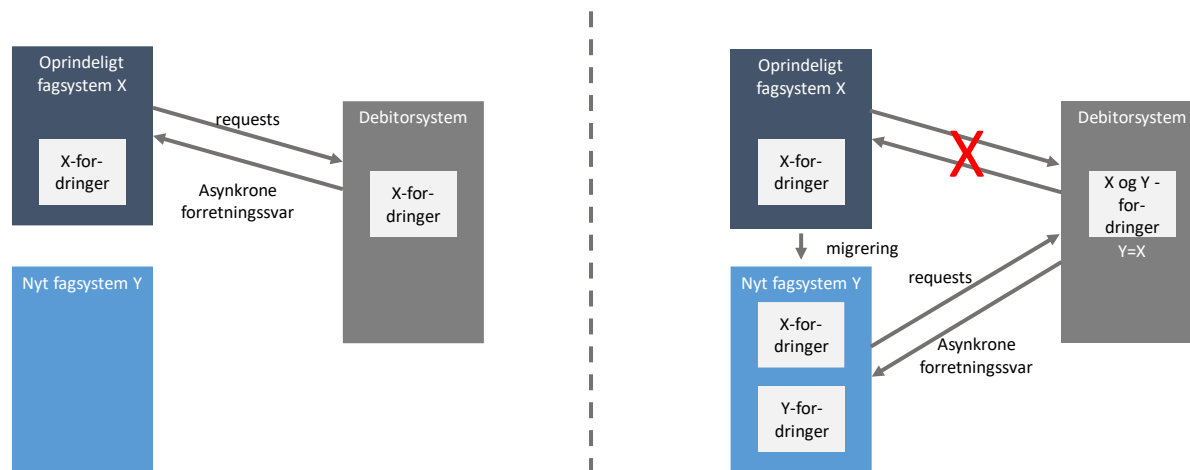 Oprindeligt
fagsystem X
X-for-
dringer
requests
Asynkrone
forretningssvar
Debitorsystem
X-for-
dringer
Nyt fagsystem Y
Oprindeligt
fagsystem X
X-for-
dringer
X
Debitorsystem
X og Y -
for-
dringer
Y=X
migrering
requests
Asynkrone
forretningssvar
Nyt fagsystem Y
X-for-
dringer
Y-for-
dringer